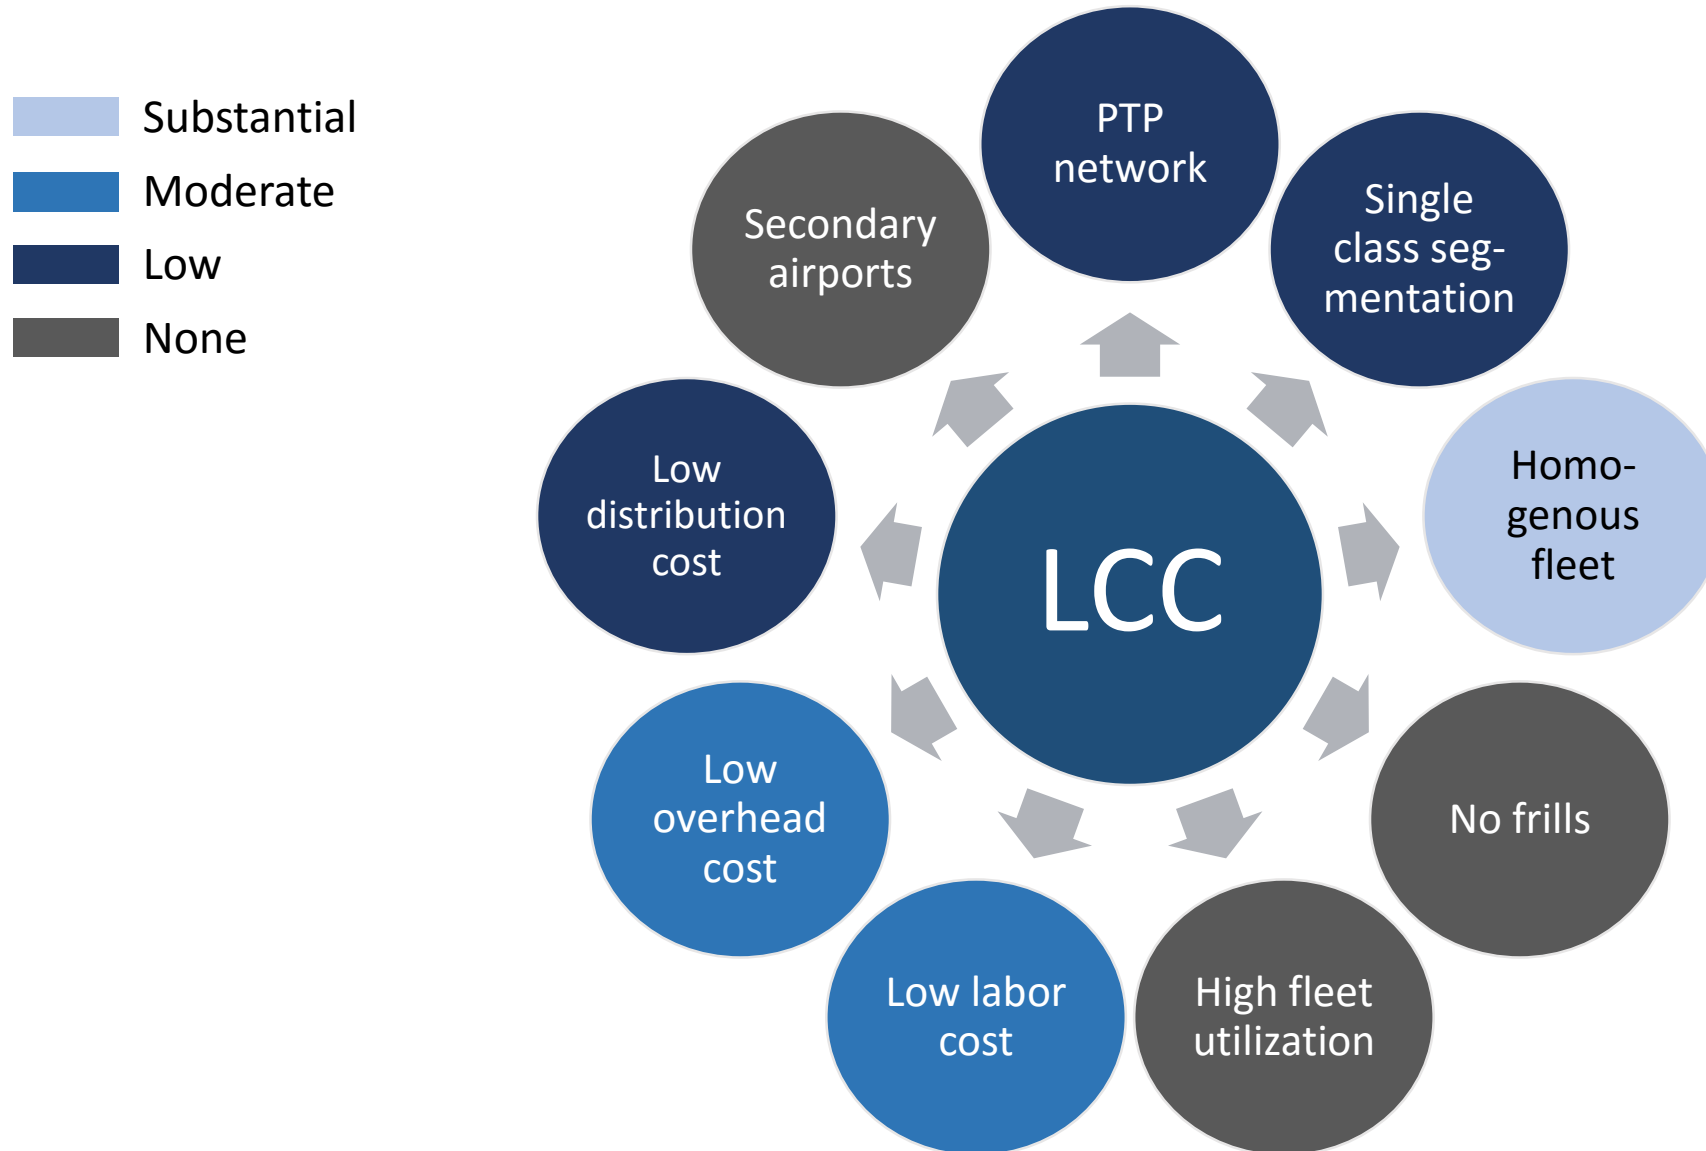 Substantial
Moderate
Low
None
PTP
network
Single
class seg-
mentation
Homo-
genous
fleet
No frills
High fleet
utilization
Low labor
cost
Low
overhead
cost
Low
distribution
cost
Secondary
airports
LCC